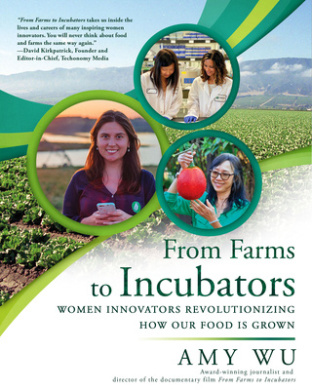 "From Farms to Incubators takes us inside the
lives and careers of many inspiring women
innovators. You will never think about food
and farms the same way again."
—David Kirkpatrick, Founder and
Editor-in-Chief, Techonomy Media
From Farms
to Incubators
WOMEN INNOVATORS REVOLUTIONIZING
HOW OUR FOOD IS GROWN
AMY WU
Award-winning journalist and
director of the documentary film From Farms to Incubators